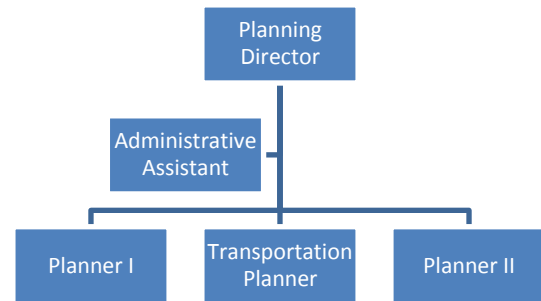 Planning
Director
Administrative
Assistant
Planner I
Transportation
Planner
Planner II